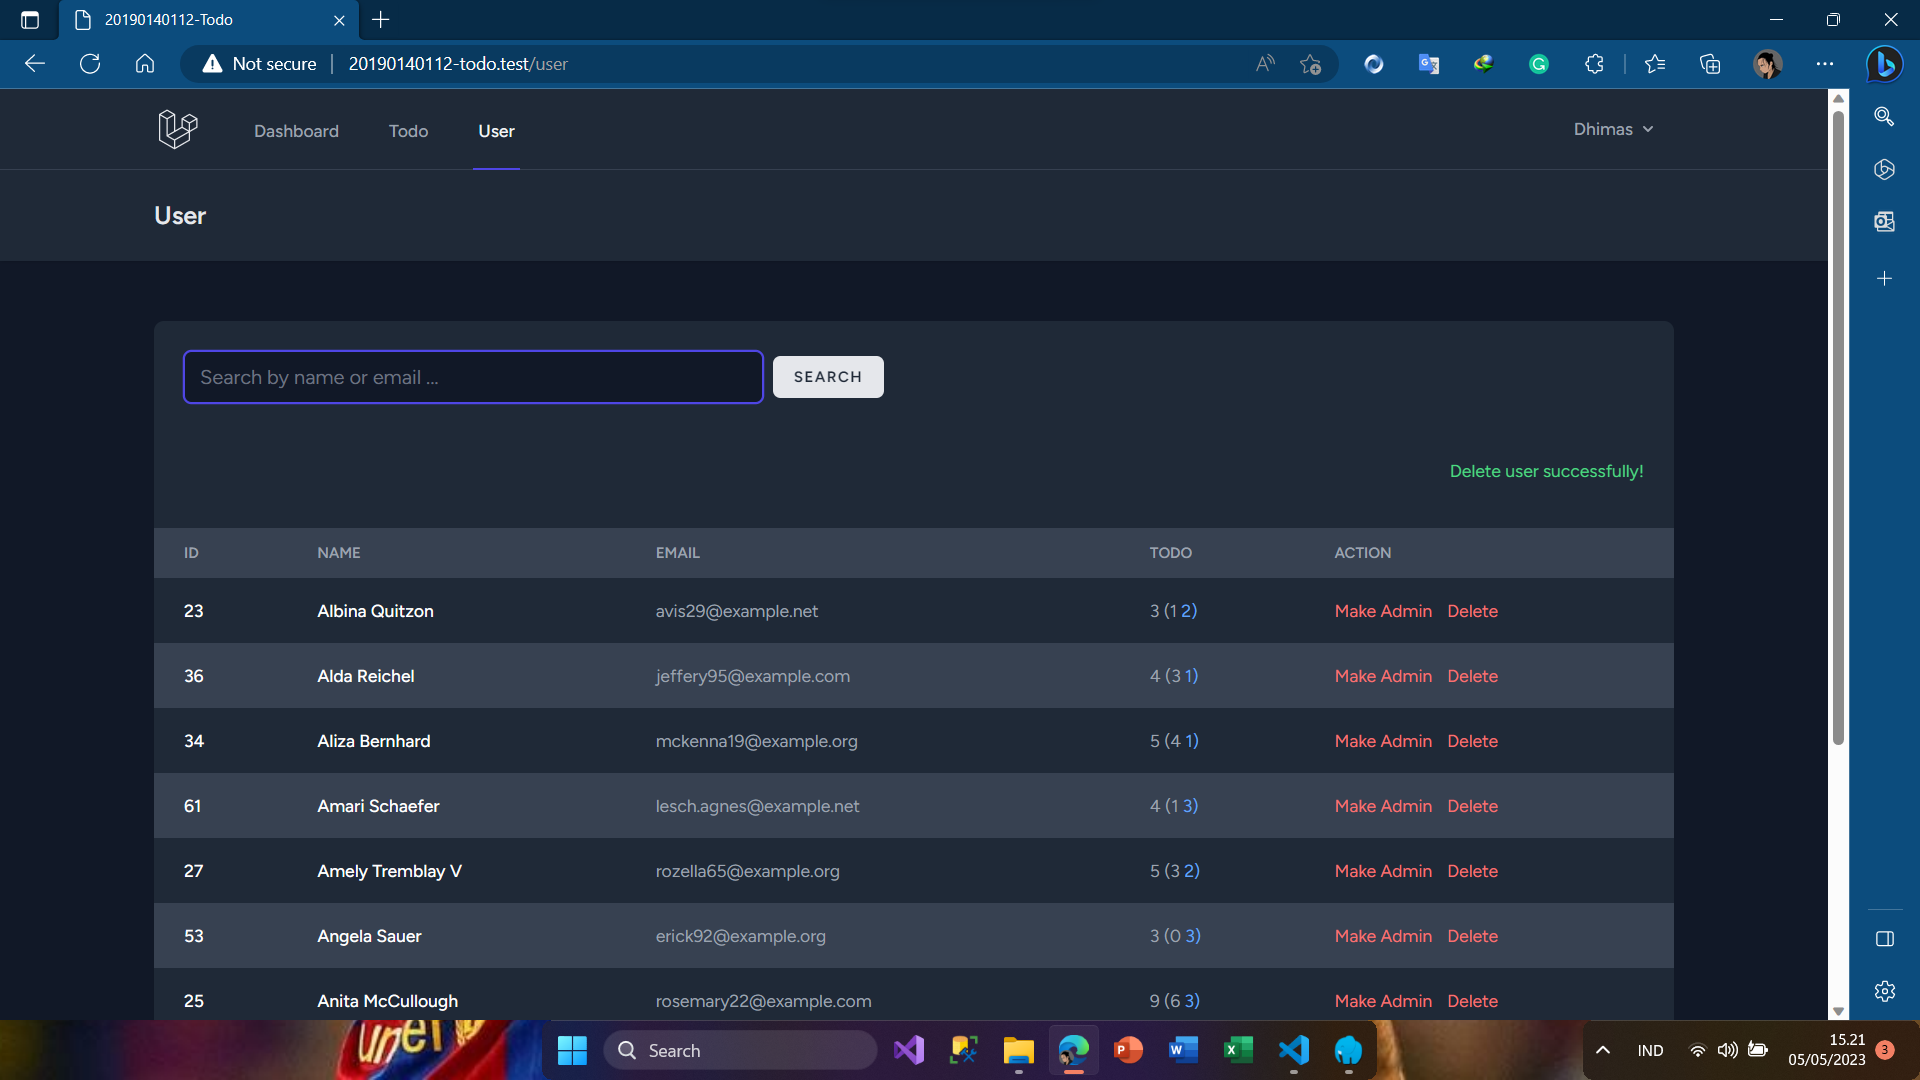 20190140112-Todo
Not secure | 20190140112-todo.test/user
Dashboard Todo User Dhimas
User
Search by name or email ... SEARCH
Delete user successfully!
ID NAME EMAIL TODO ACTION
23 Albina Quitzon avis29@example.net 3 (1 2) Make Admin Delete
36 Alda Reichel jeffery95@example.com 4 (3 1) Make Admin Delete
34 Aliza Bernhard mckenna19@example.org 5 (4 1) Make Admin Delete
61 Amari Schaefer lesch.agnes@example.net 4 (1 3) Make Admin Delete
27 Amely Tremblay V rozella65@example.org 5 (3 2) Make Admin Delete
53 Angela Sauer erick92@example.org 3 (0 3) Make Admin Delete
25 Anita McCullough rosemary22@example.com 9 (6 3) Make Admin Delete
Search IND 15.21
05/05/2023 3